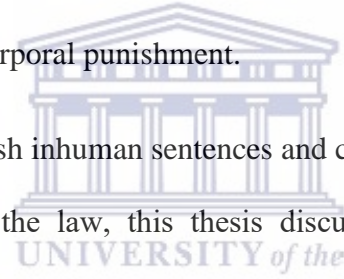 rporal punishment.
sh inhuman sentences and c
the law, this thesis discu
UNIVERSITY of the